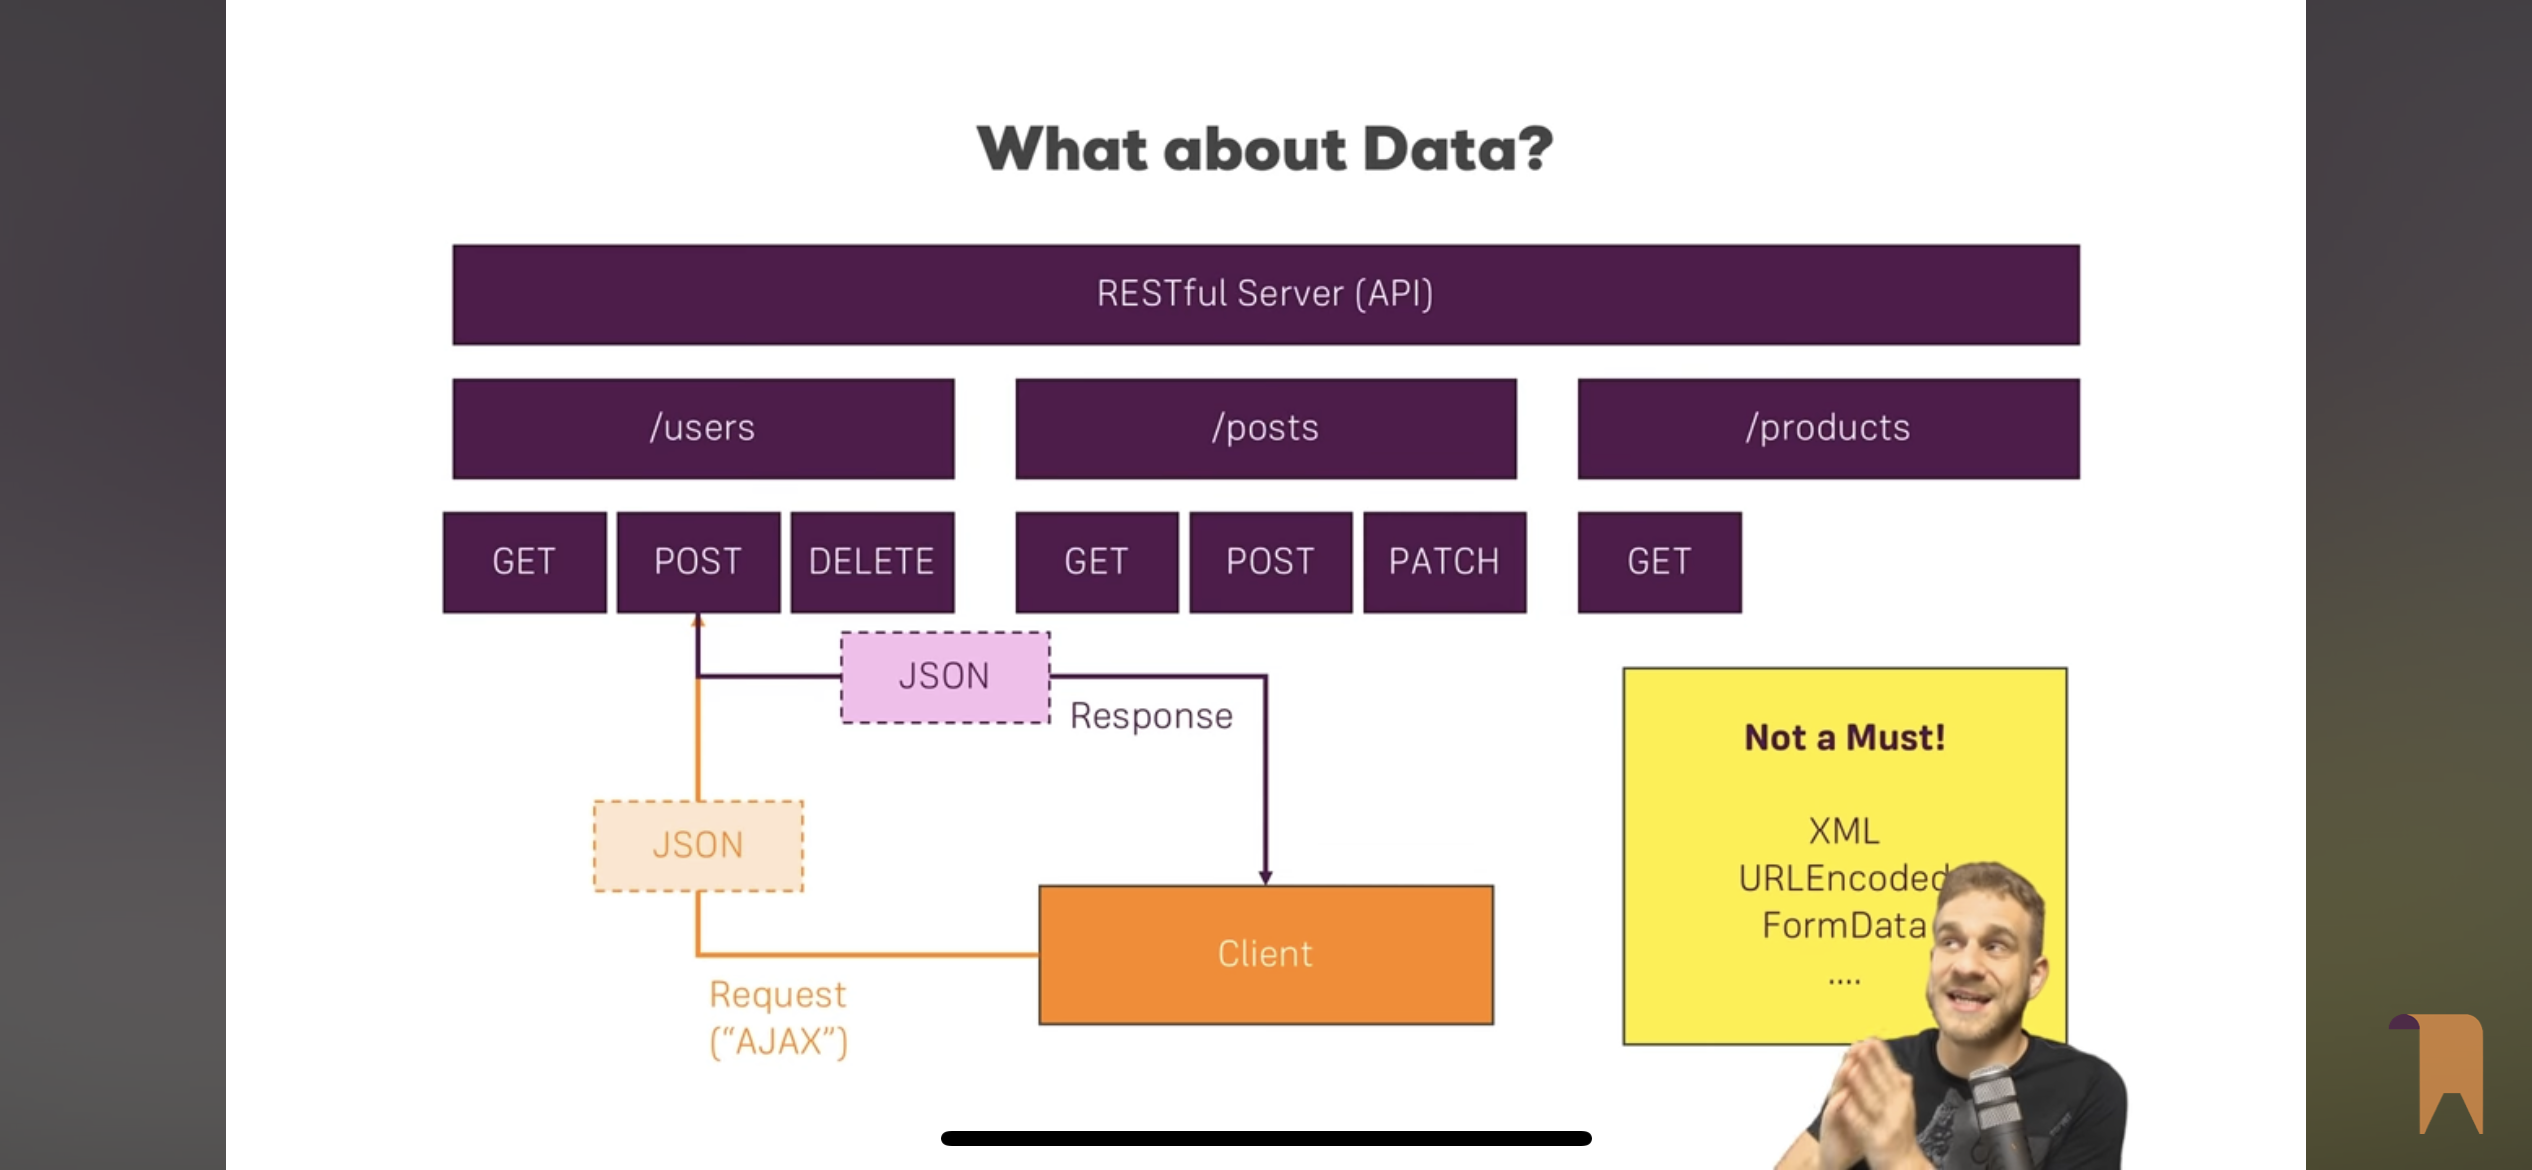 What about Data?
RESTful Server (API)
/users
/posts
/products
GET
POST
DELETE
GET
POST
PATCH
GET
JSON
Response
JSON
Request
(“AJAX”)
Client
Not a Must!
XML
URLEncoded
FormData
....